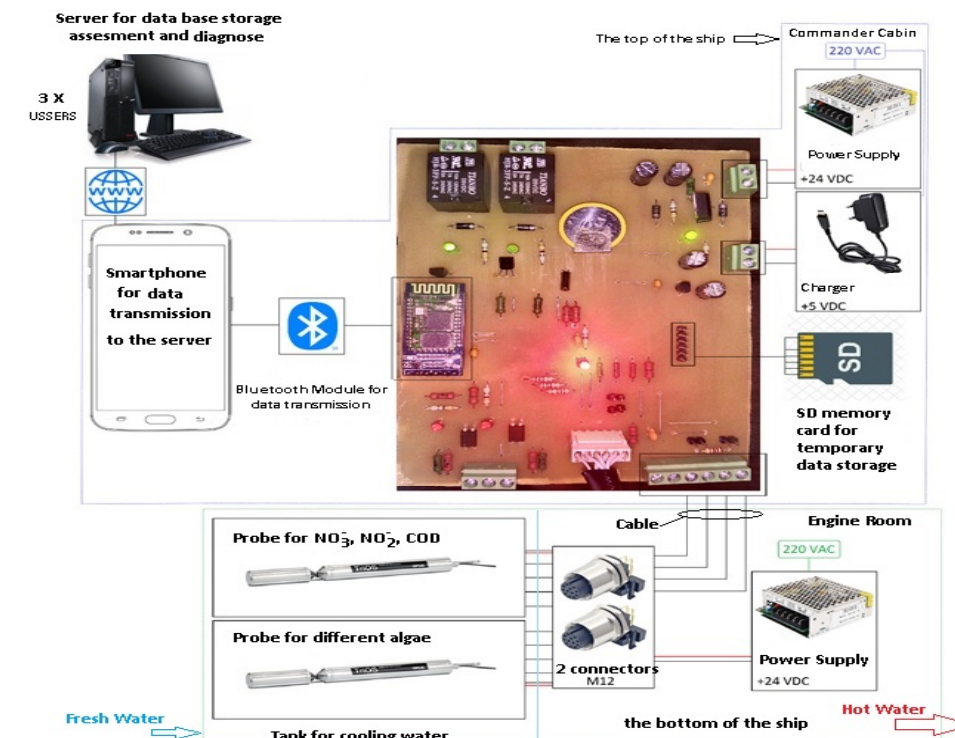 Server for data base storage
assesment and diagnose
3 X
USSERS
WWW
The top of the ship
Commander Cabin
220 VAC
Power Supply
+24 VDC
Charger
+5 VDC
Smartphone
for data
transmission
to the server
Bluetooth Module for
data transmission
SD
SD memory
card for
temporary
data storage
Cable
Engine Room
220 VAC
Probe for NO₃⁻, NO₂⁻, COD
TriOS
Probe for different algae
TriOS
2 connectors
M12
Power Supply
+24 VDC
Fresh Water
Tank for cooling water
the bottom of the ship
Hot Water